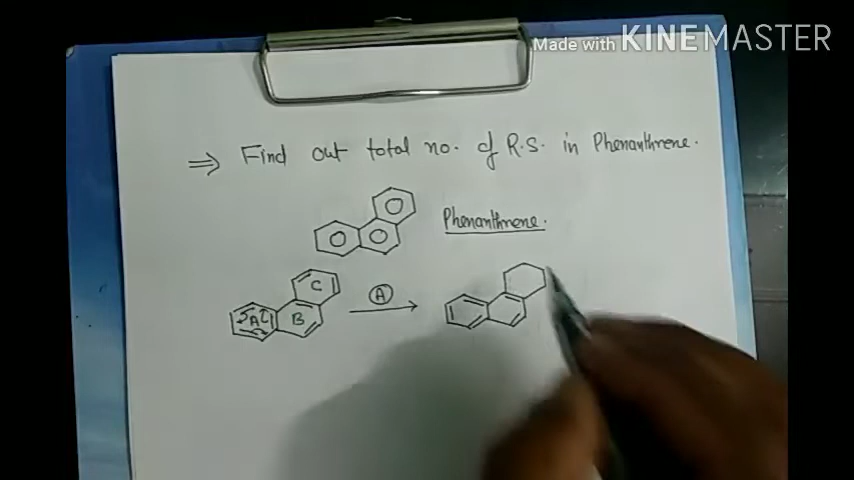 Made with KINEMASTER
⇒ Find out total no. of R.S. in Phenanthrene.
Phenanthrene.
C
A B
A